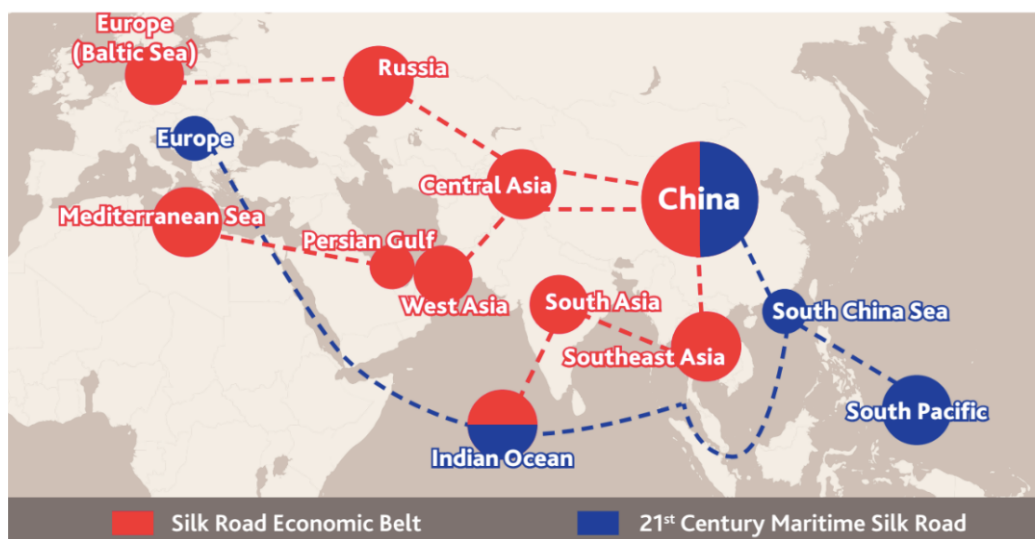 Europe
(Baltic Sea)
Russia
Europe
Central Asia
China
Mediterranean Sea
Persian Gulf
West Asia
South Asia
South China Sea
Southeast Asia
South Pacific
Indian Ocean
Silk Road Economic Belt
21st Century Maritime Silk Road